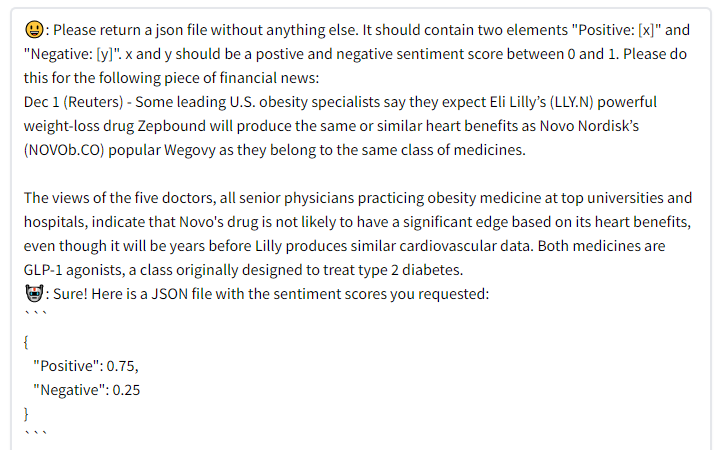 😃: Please return a json file without anything else. It should contain two elements "Positive: [x]" and
"Negative: [y]". x and y should be a postive and negative sentiment score between 0 and 1. Please do
this for the following piece of financial news:
Dec 1 (Reuters) - Some leading U.S. obesity specialists say they expect Eli Lilly’s (LLY.N) powerful
weight-loss drug Zepbound will produce the same or similar heart benefits as Novo Nordisk’s
(NOVOb.CO) popular Wegovy as they belong to the same class of medicines.

The views of the five doctors, all senior physicians practicing obesity medicine at top universities and
hospitals, indicate that Novo's drug is not likely to have a significant edge based on its heart benefits,
even though it will be years before Lilly produces similar cardiovascular data. Both medicines are
GLP-1 agonists, a class originally designed to treat type 2 diabetes.
🤖: Sure! Here is a JSON file with the sentiment scores you requested:
```
{
"Positive": 0.75,
"Negative": 0.25
}
```